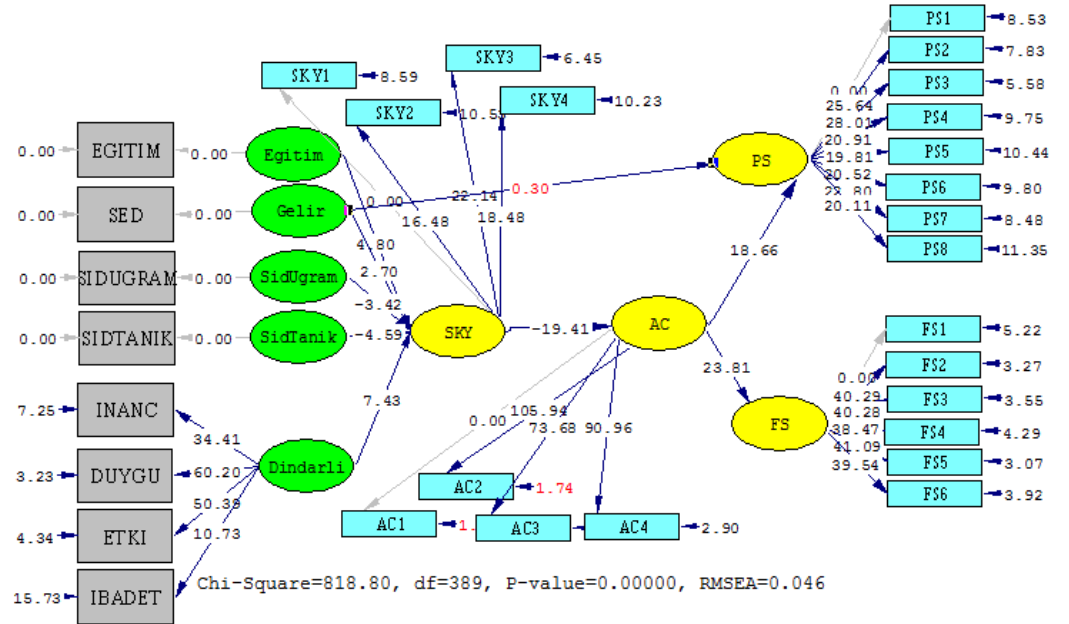 SKY1
8.59
SKY2
10.53
SKY3
6.45
SKY4
10.23
PS1
8.53
PS2
7.83
PS3
5.58
PS4
9.75
PS5
10.44
PS6
9.80
PS7
8.48
PS8
11.35
0.00
25.64
28.01
20.91
19.81
20.52
20.11
0.00
EGITIM
0.00
Egitim
0.00
SED
0.00
Gelir
0.00
SIDUGRAM
0.00
SidUgram
0.00
SIDTANIK
0.00
SidTanik
7.25
INANC
3.23
DUYGU
4.34
ETKI
15.73
IBADET
34.41
60.20
50.39
10.73
Dindarli
4.80
2.70
-3.42
-4.59
7.43
0.00
16.48
22.14
18.48
0.30
SKY
-19.41
AC
PS
18.66
23.81
FS
0.00
105.94
73.68
90.96
AC1
1.
AC2
1.74
AC3
AC4
2.90
FS1
5.22
FS2
3.27
FS3
3.55
FS4
4.29
FS5
3.07
FS6
3.92
0.00
40.29
40.28
38.47
41.09
39.54
Chi-Square=818.80, df=389, P-value=0.00000, RMSEA=0.046